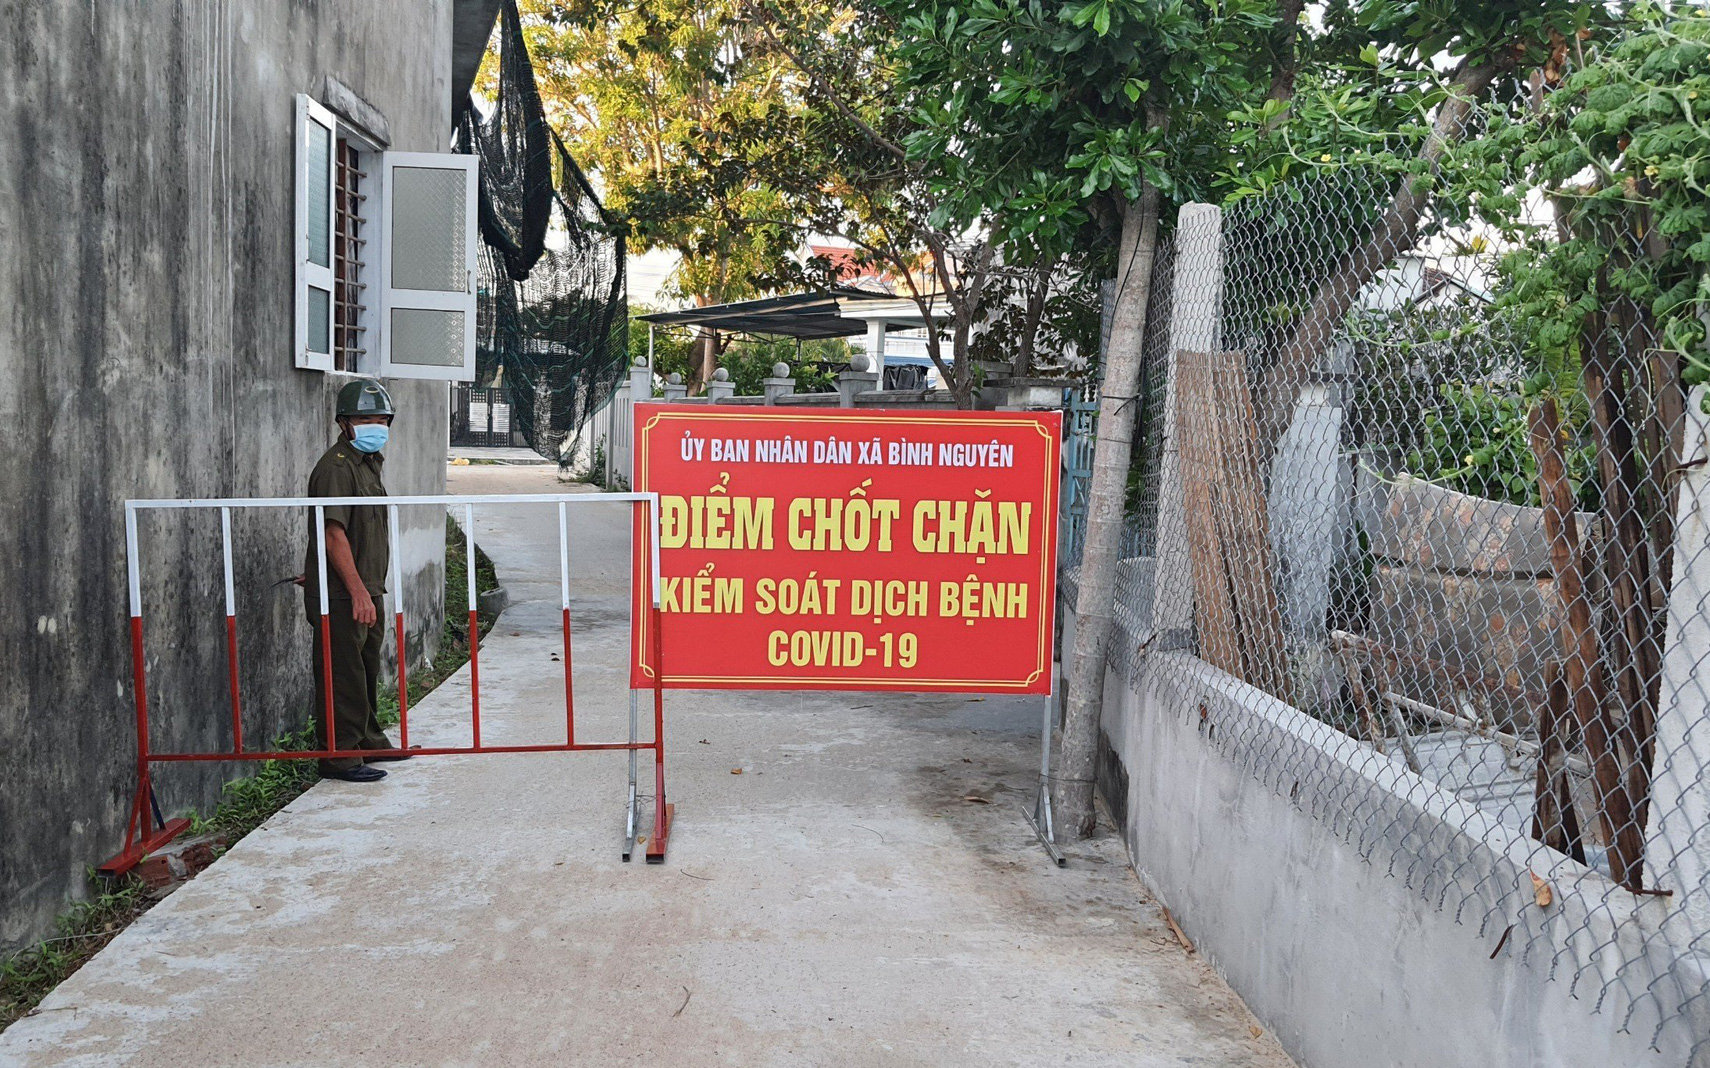 ỦY BAN NHÂN DÂN XÃ BÌNH NGUYÊN
ĐIỂM CHỐT CHẶN
KIỂM SOÁT DỊCH BỆNH
COVID-19